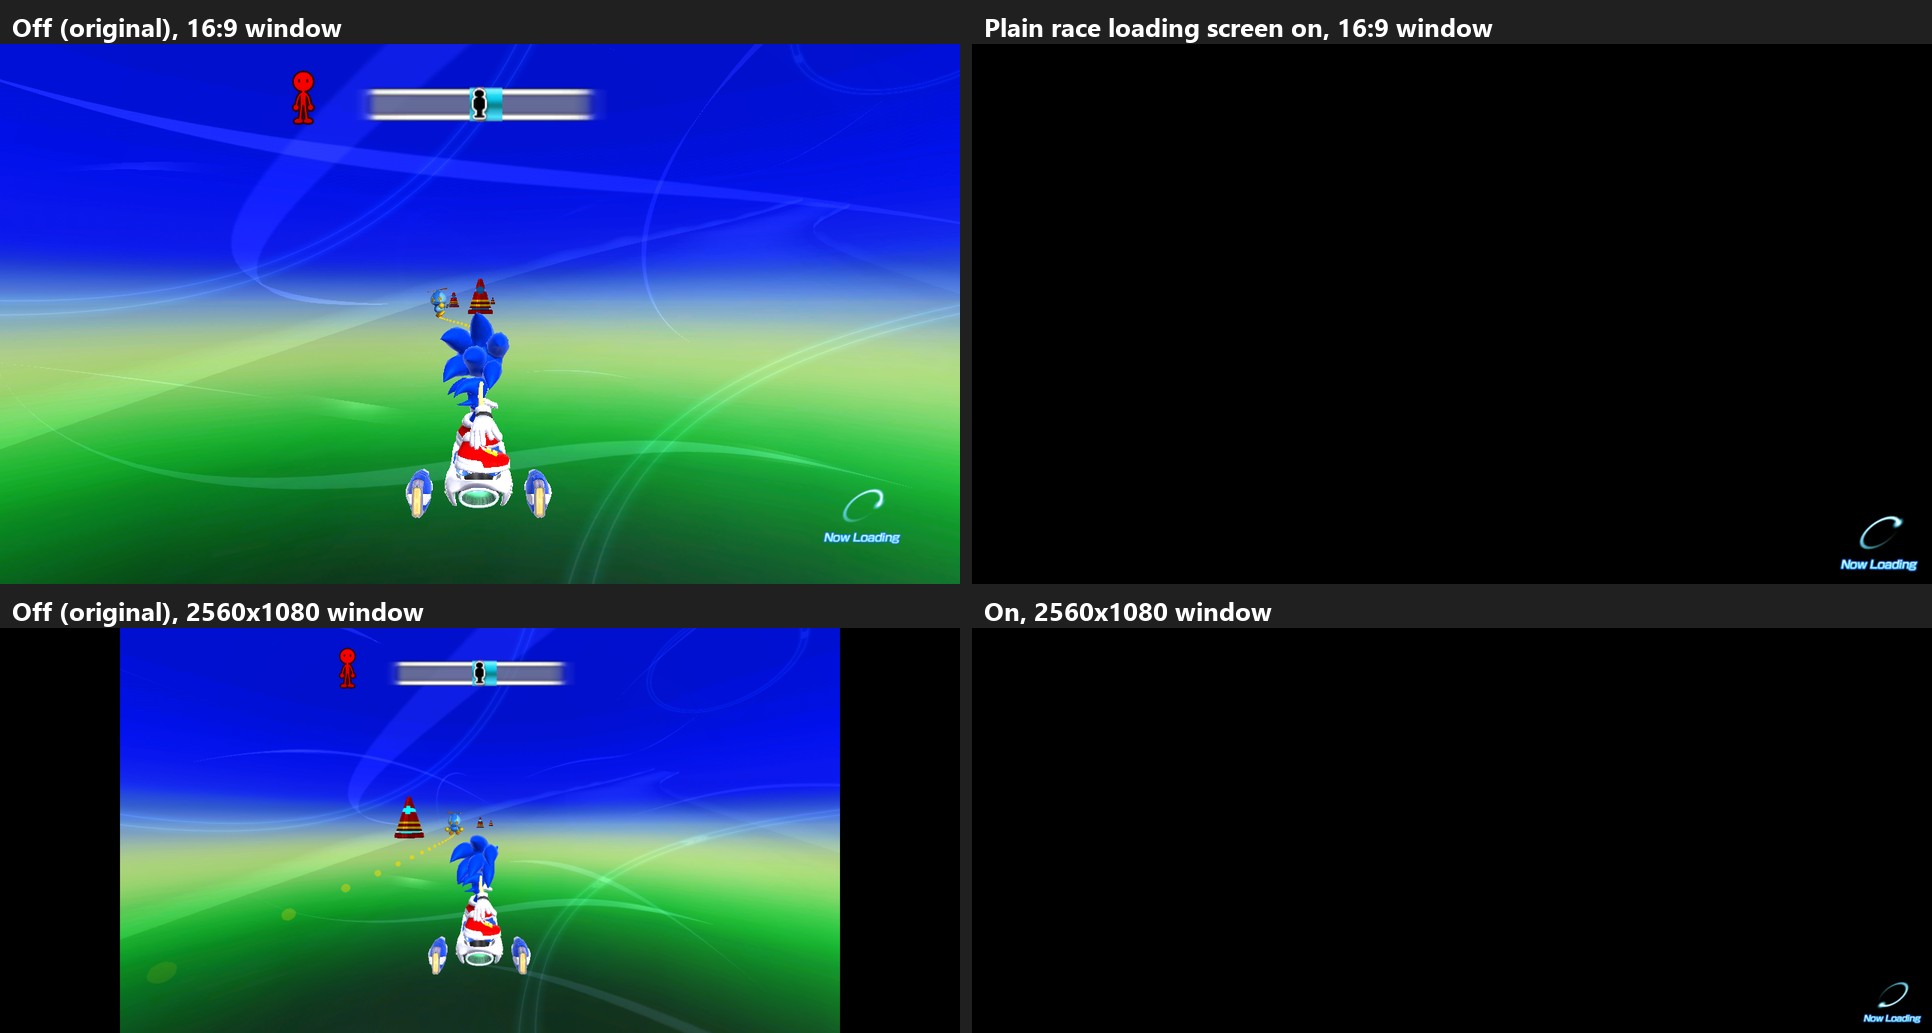 Off (original), 16:9 window
Plain race loading screen on, 16:9 window
Now Loading
Now Loading
Off (original), 2560x1080 window
On, 2560x1080 window
Now Loading